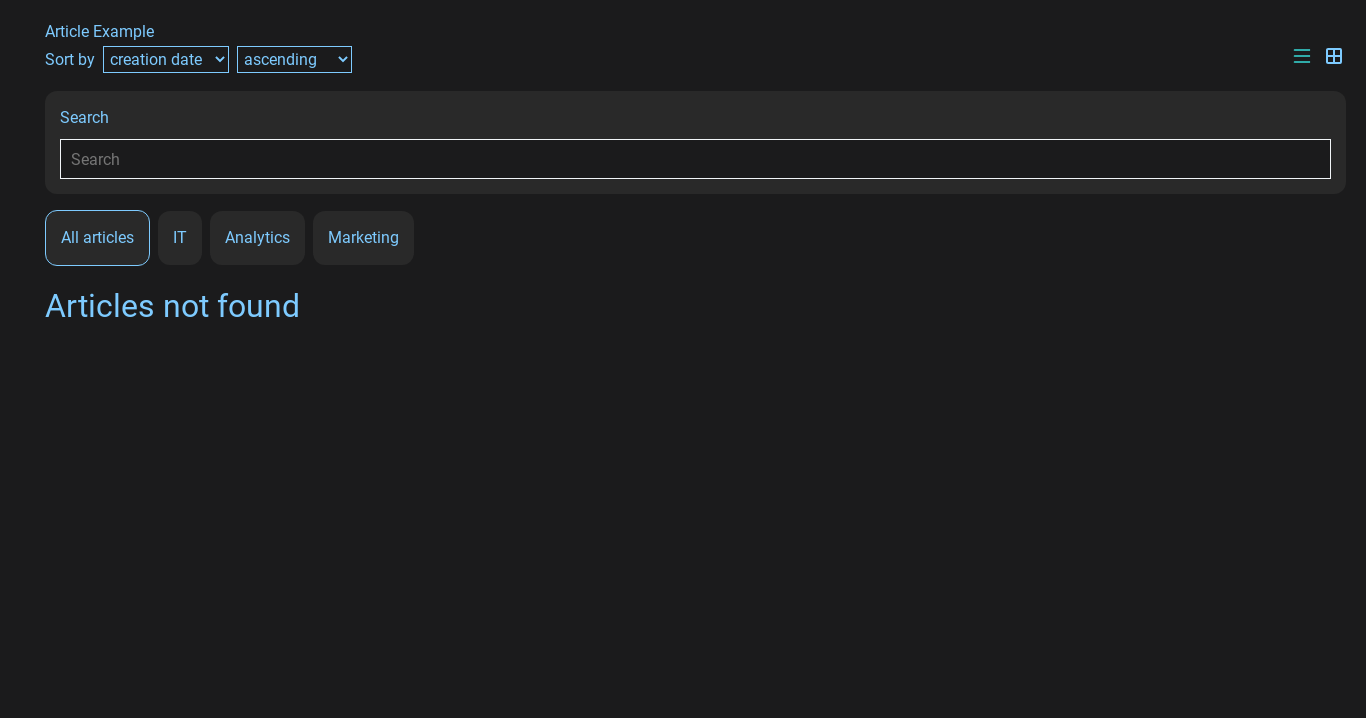 Article Example
Sort by creation date ascending
Search
Search
All articles IT Analytics Marketing
Articles not found